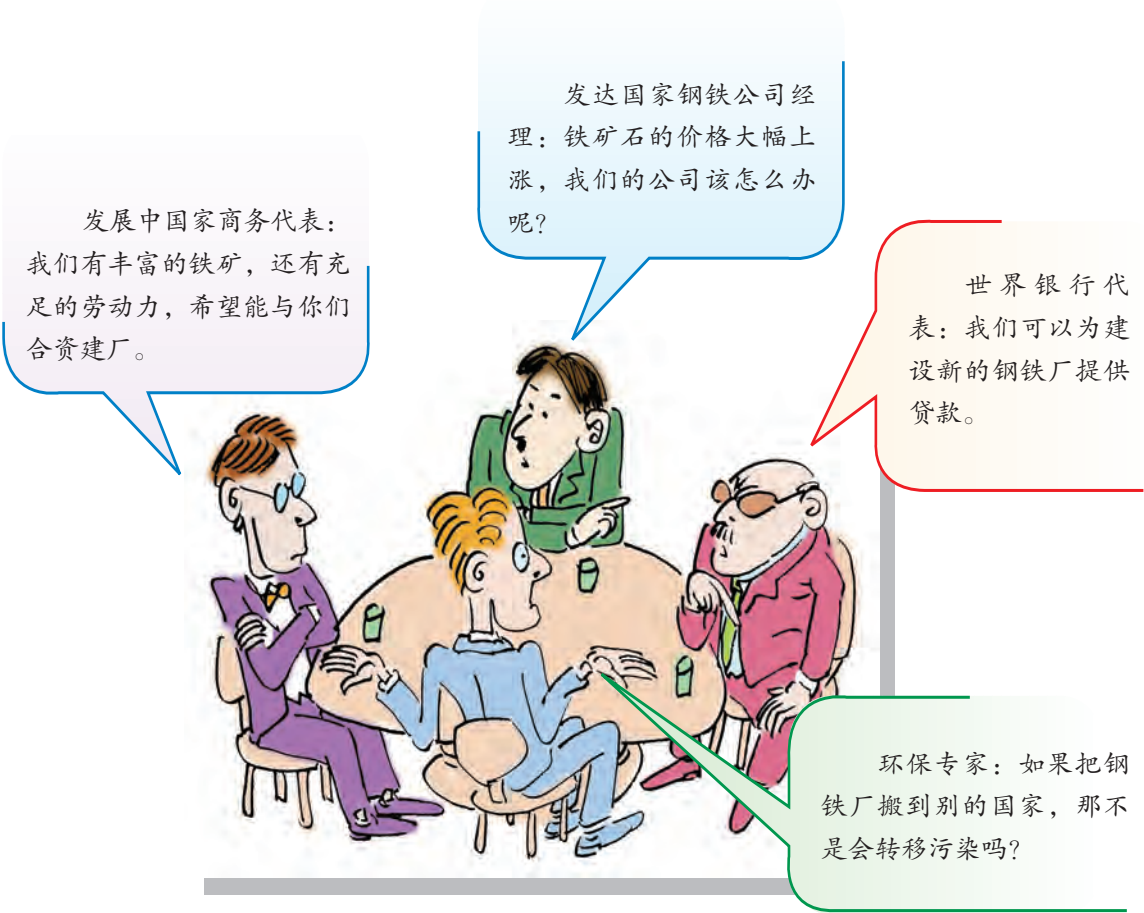 发达国家钢铁公司经
理：铁矿石的价格大幅上
涨，我们的公司该怎么办
呢？
发展中国家商务代表：
我们有丰富的铁矿，还有充
足的劳动力，希望能与你们
合资建厂。
世界银行代
表：我们可以为建
设新的钢铁厂提供
贷款。
环保专家：如果把钢
铁厂搬到别的国家，那不
是会转移污染吗？